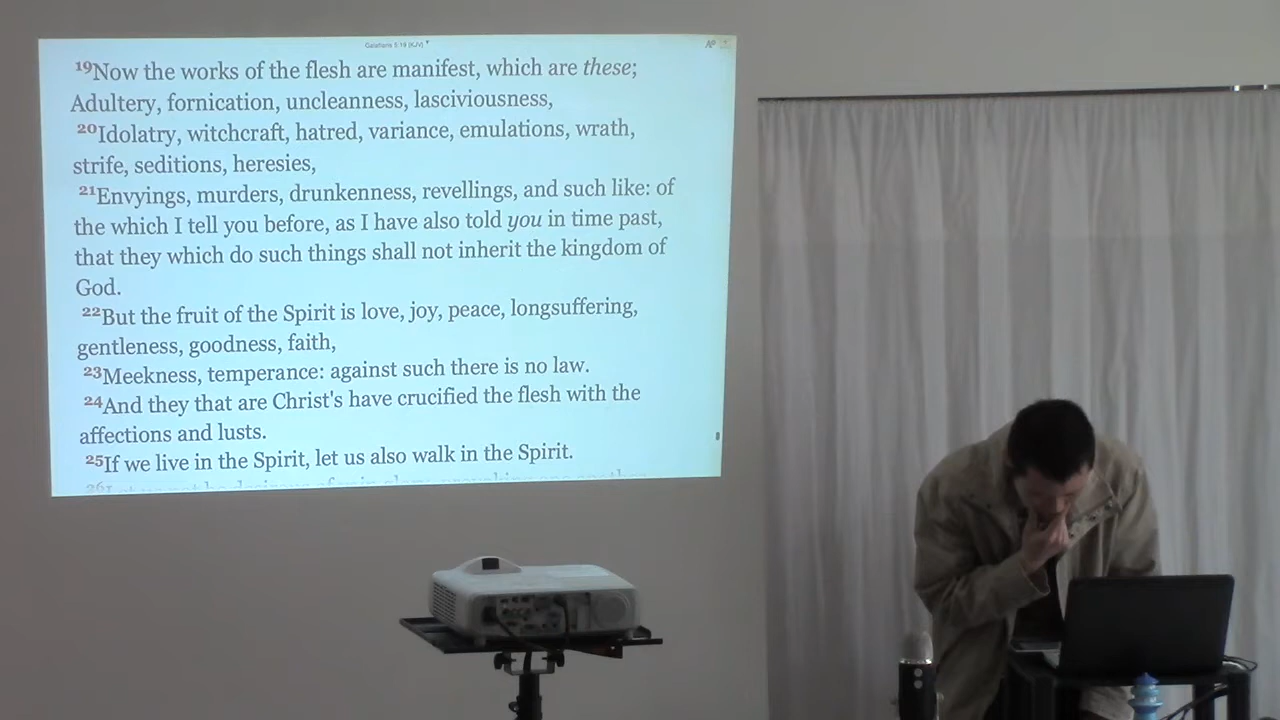 Galatians 5:19 (KJV)
19Now the works of the flesh are manifest, which are these;
Adultery, fornication, uncleanness, lasciviousness,
20Idolatry, witchcraft, hatred, variance, emulations, wrath,
strife, seditions, heresies,
21Envyings, murders, drunkenness, revellings, and such like: of
the which I tell you before, as I have also told you in time past,
that they which do such things shall not inherit the kingdom of
God.
22But the fruit of the Spirit is love, joy, peace, longsuffering,
gentleness, goodness, faith,
23Meekness, temperance: against such there is no law.
24And they that are Christ's have crucified the flesh with the
affections and lusts.
25If we live in the Spirit, let us also walk in the Spirit.
26